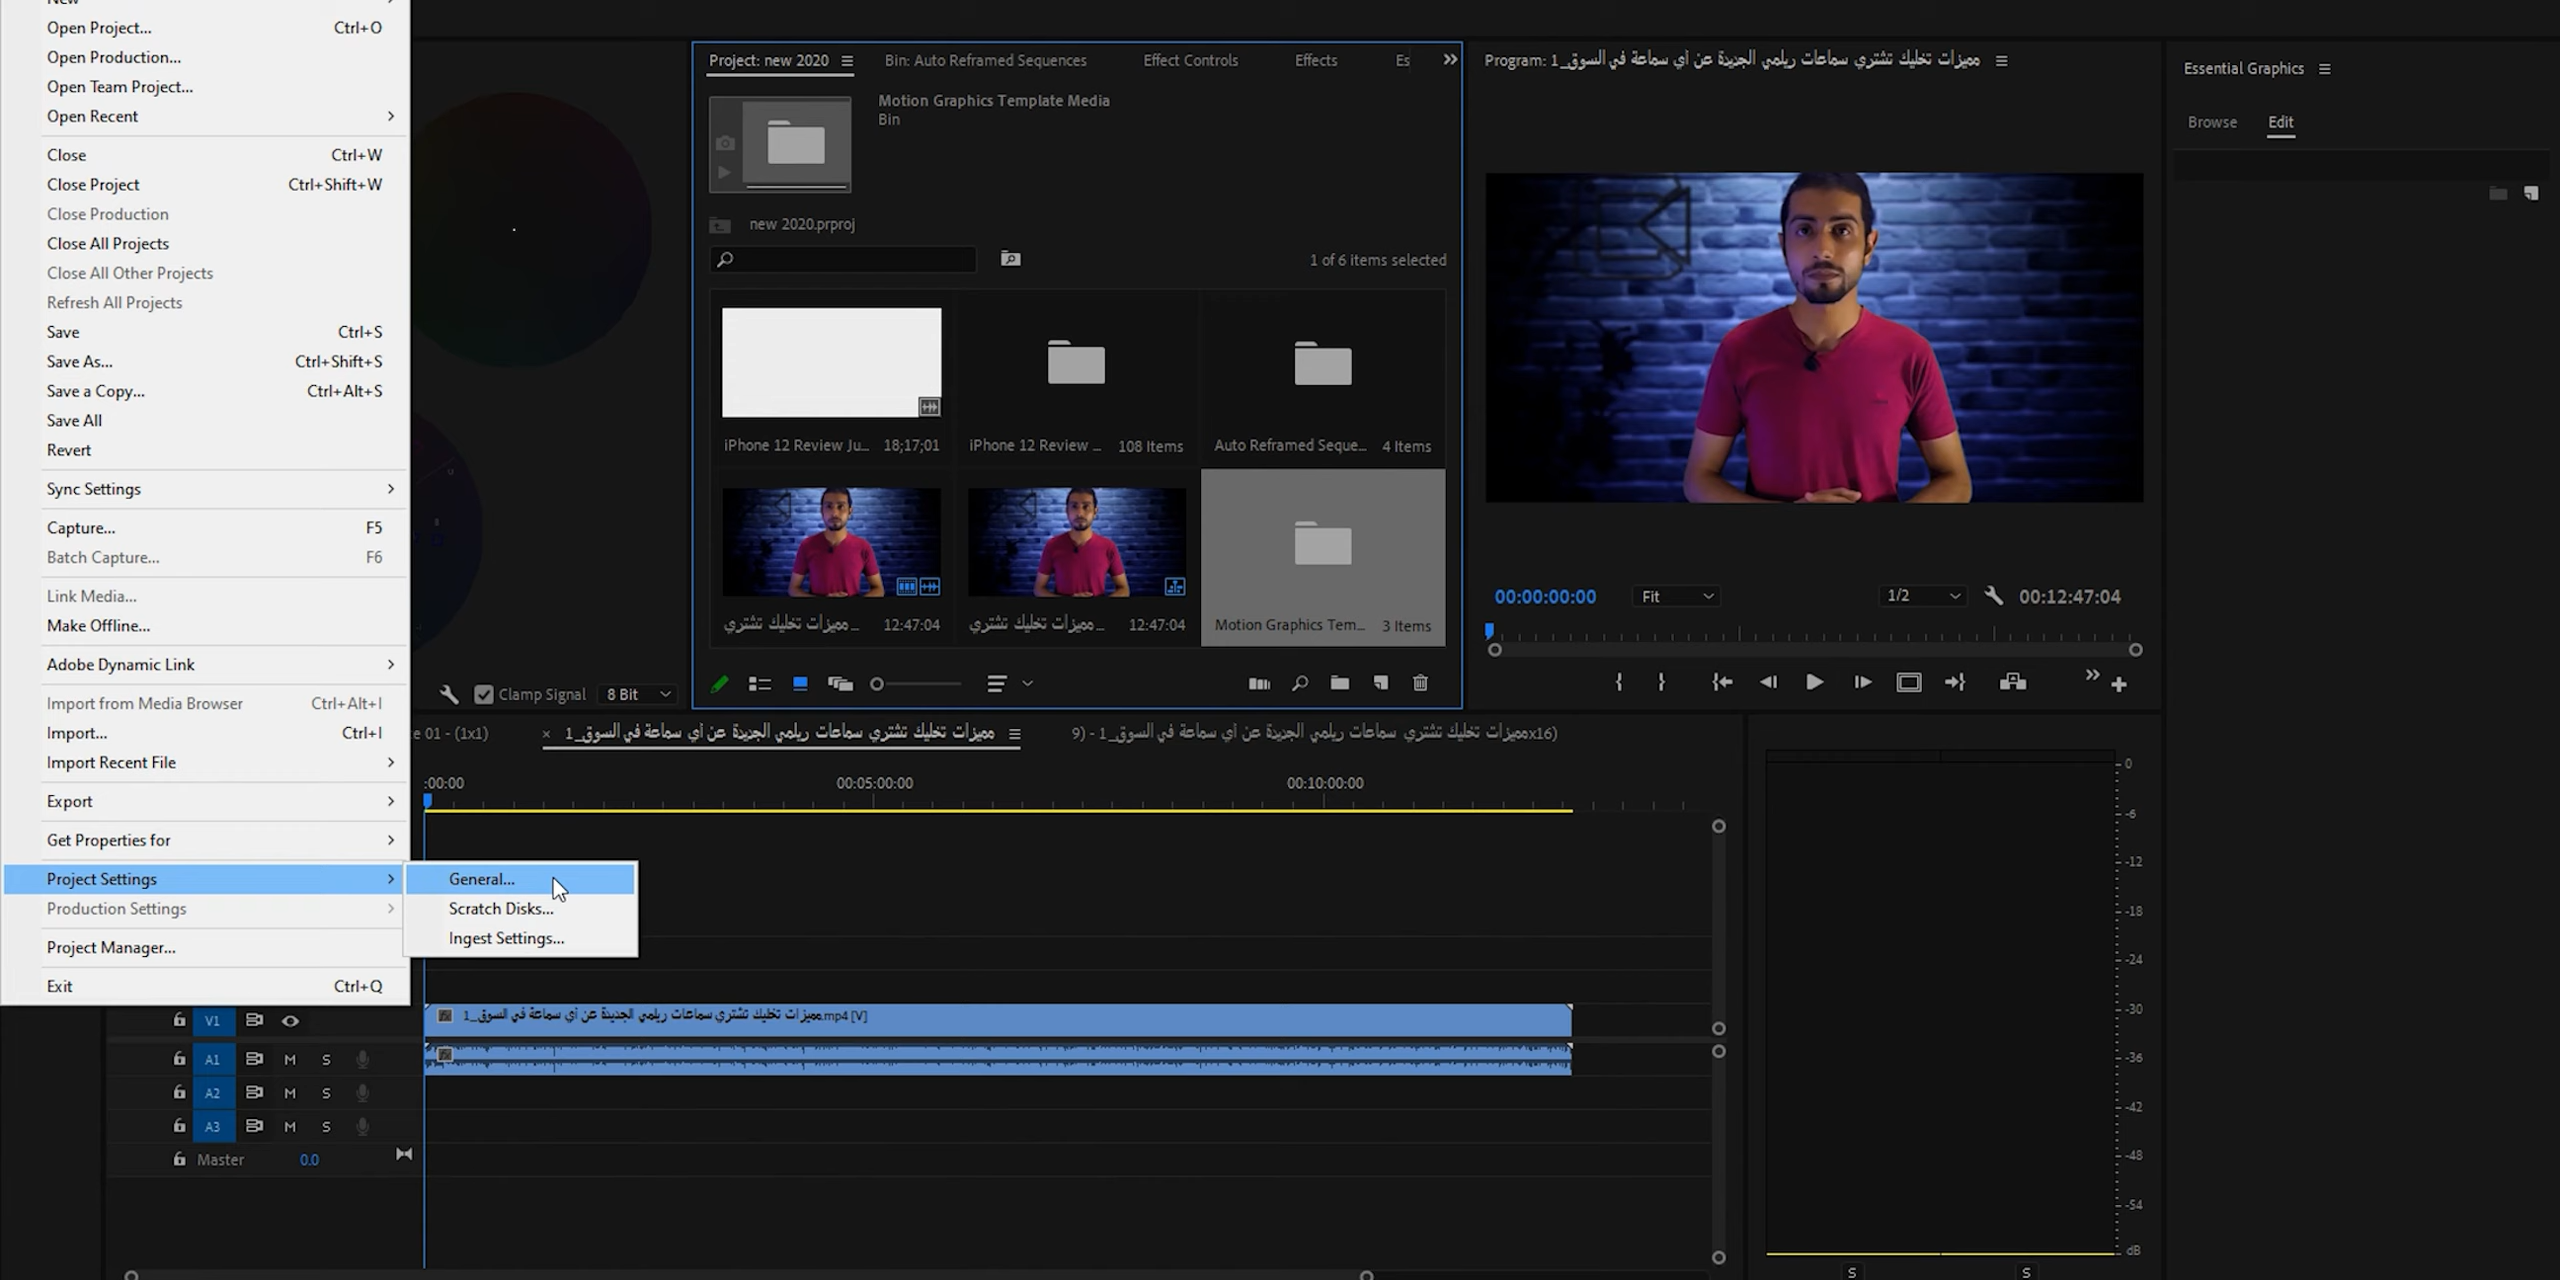 Open Project... Ctrl+O
Open Production...
Open Team Project...
Open Recent
Close Ctrl+W
Close Project Ctrl+Shift+W
Close Production
Close All Projects
Close All Other Projects
Refresh All Projects
Save Ctrl+S
Save As... Ctrl+Shift+S
Save a Copy... Ctrl+Alt+S
Save All
Revert
Sync Settings
Capture... F5
Batch Capture... F6
Link Media...
Make Offline...
Adobe Dynamic Link
Import from Media Browser Ctrl+Alt+I
Import... Ctrl+I
Import Recent File
Export
Get Properties for
Project Settings
Production Settings
Project Manager...
Exit Ctrl+Q
General...
Scratch Disks...
Ingest Settings...
Clamp Signal 8 Bit
Project: new 2020 Bin: Auto Reframed Sequences Effect Controls Effects Es
Motion Graphics Template Media
Bin
new 2020.prproj
1 of 6 items selected
iPhone 12 Review Ju... 18;17;01
iPhone 12 Review ... 108 Items
Auto Reframed Seque... 4 Items
مميزات تخليك تشتري... 12:47:04
مميزات تخليك تشتري... 12:47:04
Motion Graphics Tem... 3 Items
Program: مميزات تخليك تشتري سماعات ريلمي الجديدة عن أي سماعة في السوق_1
00:00:00:00 Fit 1/2 00:12:47:04
Essential Graphics
Browse Edit
e 01 - (1x1)
× مميزات تخليك تشتري سماعات ريلمي الجديدة عن أي سماعة في السوق_1
مميزات تخليك تشتري سماعات ريلمي الجديدة عن أي سماعة في السوق_1 - (9x16)
:00:00 00:05:00:00 00:10:00:00
V1
مميزات تخليك تشتري سماعات ريلمي الجديدة عن أي سماعة في السوق_1.mp4 [V]
A1 M S
A2 M S
A3 M S
Master 0.0
0
-6
-12
-18
-24
-30
-36
-42
-48
-54
dB
S S